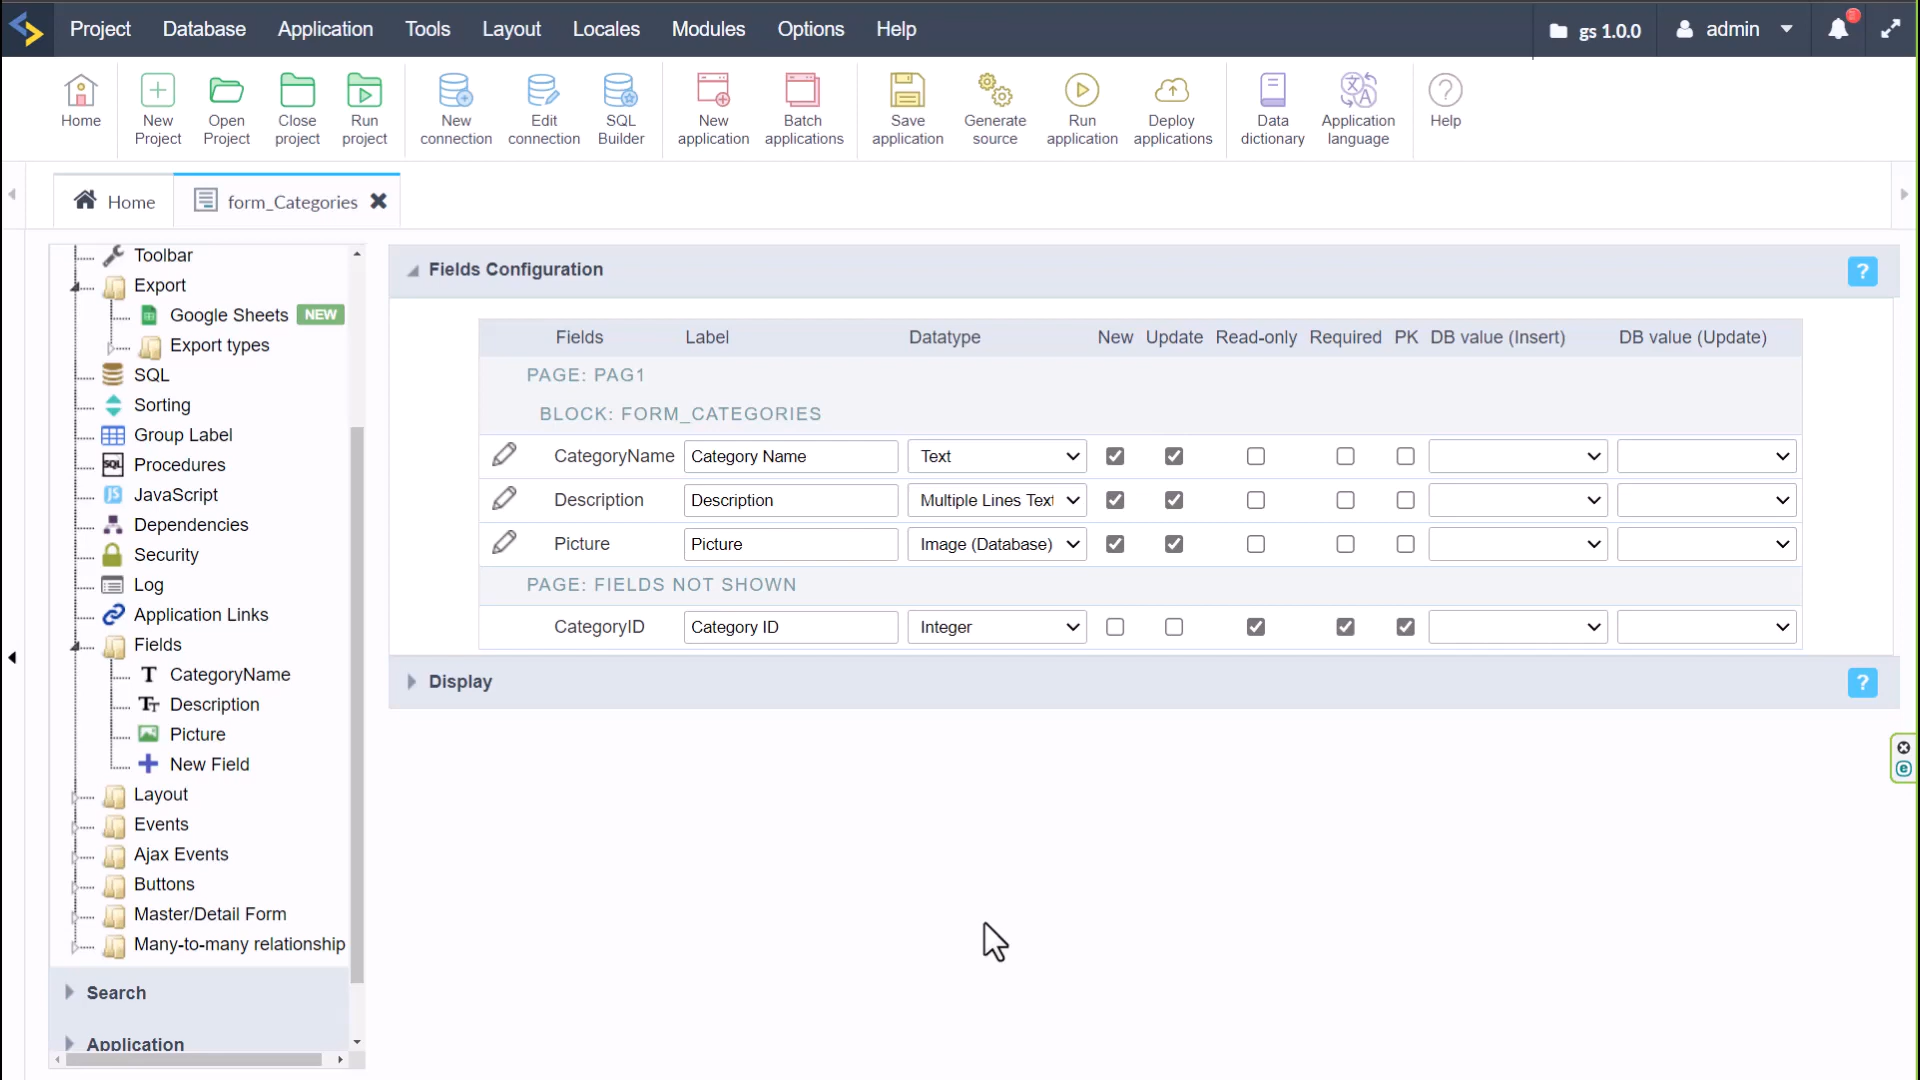 Project Database Application Tools Layout Locales Modules Options Help gs 1.0.0 admin
Home
New Project
Open Project
Close project
Run project
New connection
Edit connection
SQL Builder
New application
Batch applications
Save application
Generate source
Run application
Deploy applications
Data dictionary
Application language
Help
Home form_Categories
Toolbar
Export
Google Sheets NEW
Export types
SQL
Sorting
Group Label
SQL Procedures
JS JavaScript
Dependencies
Security
Log
Application Links
Fields
T CategoryName
TT Description
Picture
New Field
Layout
Events
Ajax Events
Buttons
Master/Detail Form
Many-to-many relationship
Search
Application
Fields Configuration ?
Fields Label Datatype New Update Read-only Required PK DB value (Insert) DB value (Update)
PAGE: PAG1
BLOCK: FORM_CATEGORIES
CategoryName Category Name Text
Description Description Multiple Lines Text
Picture Picture Image (Database)
PAGE: FIELDS NOT SHOWN
CategoryID Category ID Integer
Display ?